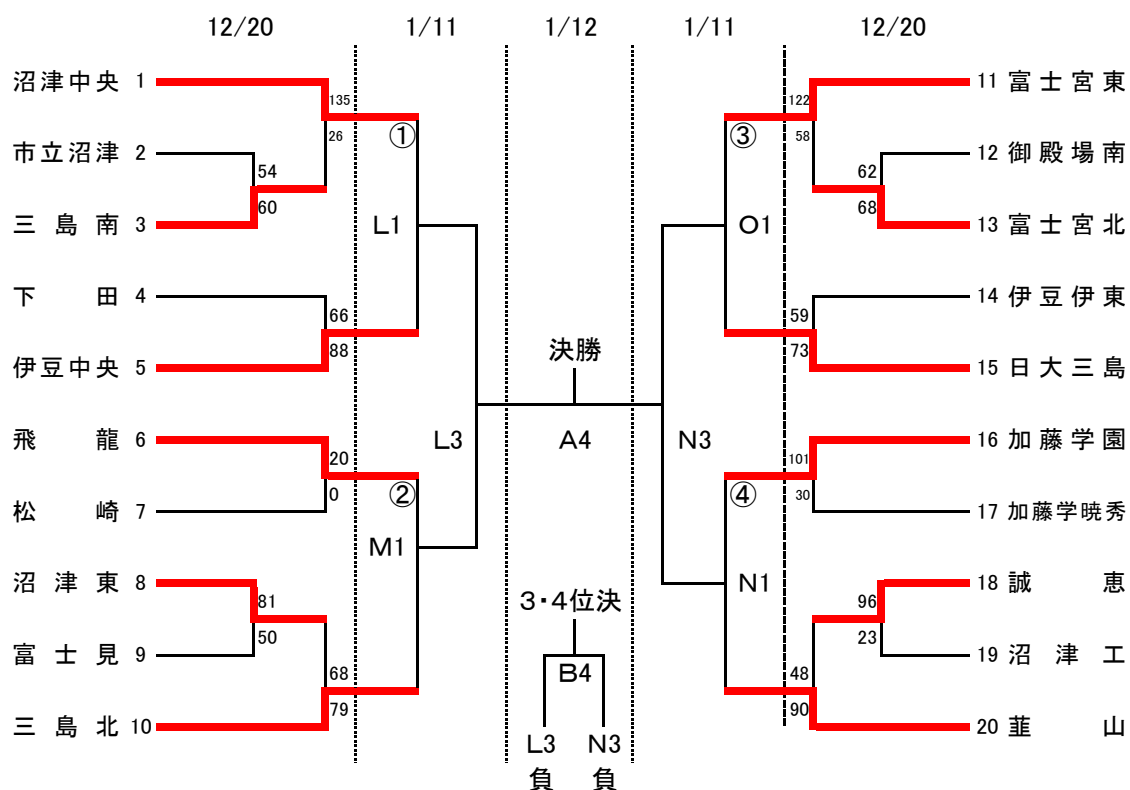 12/20 1/11 1/12 1/11 12/20
沼津中央 1
135
26
①
市立沼津 2
54
60
三島南 3
L1
下田 4
66
88
伊豆中央 5
飛龍 6
20
0
②
松崎 7
L3
M1
沼津東 8
81
50
富士見 9
68
79
三島北 10
決勝
A4
3・4位決
B4
L3 N3
負 負
11 富士宮東
122
58
③
12 御殿場南
62
68
13 富士宮北
O1
14 伊豆伊東
59
73
15 日大三島
N3
16 加藤学園
101
30
④
17 加藤学暁秀
N1
18 誠恵
96
23
19 沼津工
48
90
20 韮山